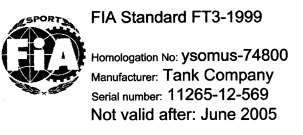 SPORT
FIA
FIA Standard FT3-1999
Homologation No: ysomus-74800
Manufacturer: Tank Company
Serial number: 11265-12-569
Not valid after: June 2005